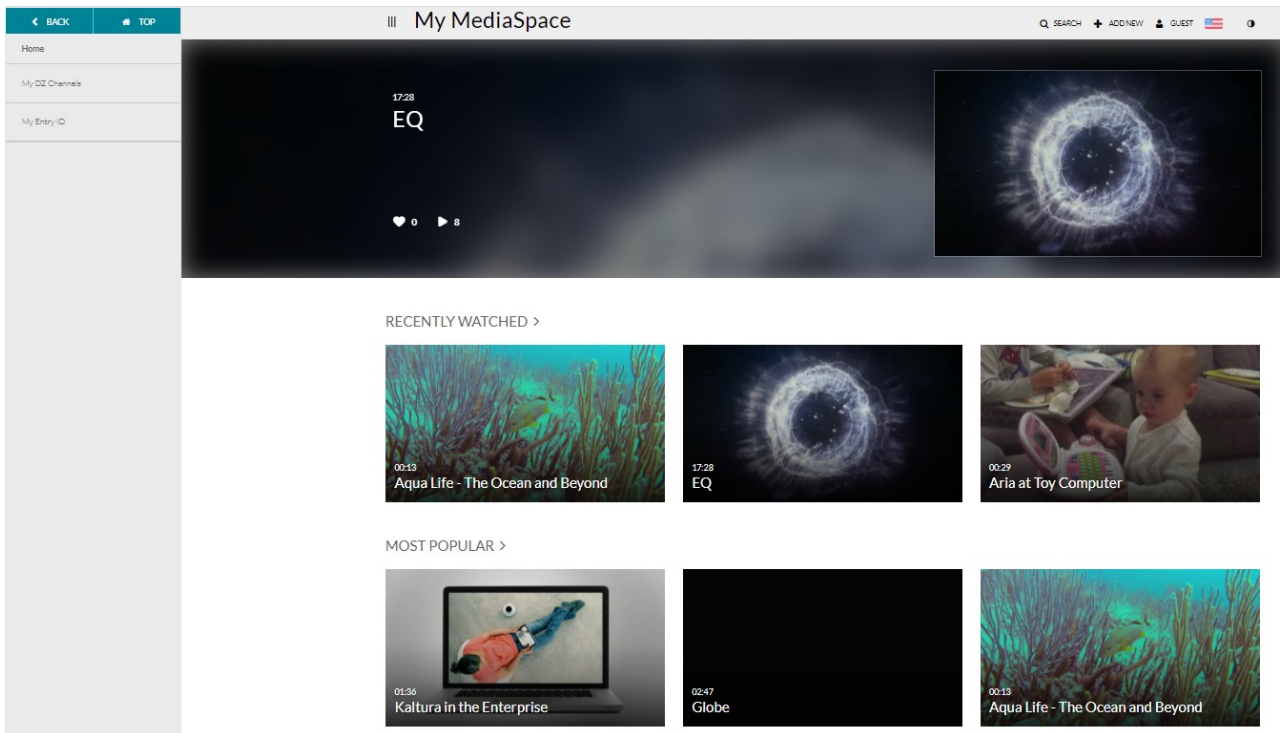 BACK
TOP
Home
My DZ Channels
My Entry ID
My MediaSpace
SEARCH
ADD NEW
GUEST
17:28
EQ
0
8
RECENTLY WATCHED >
00:13
Aqua Life - The Ocean and Beyond
17:28
EQ
00:29
Aria at Toy Computer
MOST POPULAR >
01:36
Kaltura in the Enterprise
02:47
Globe
00:13
Aqua Life - The Ocean and Beyond